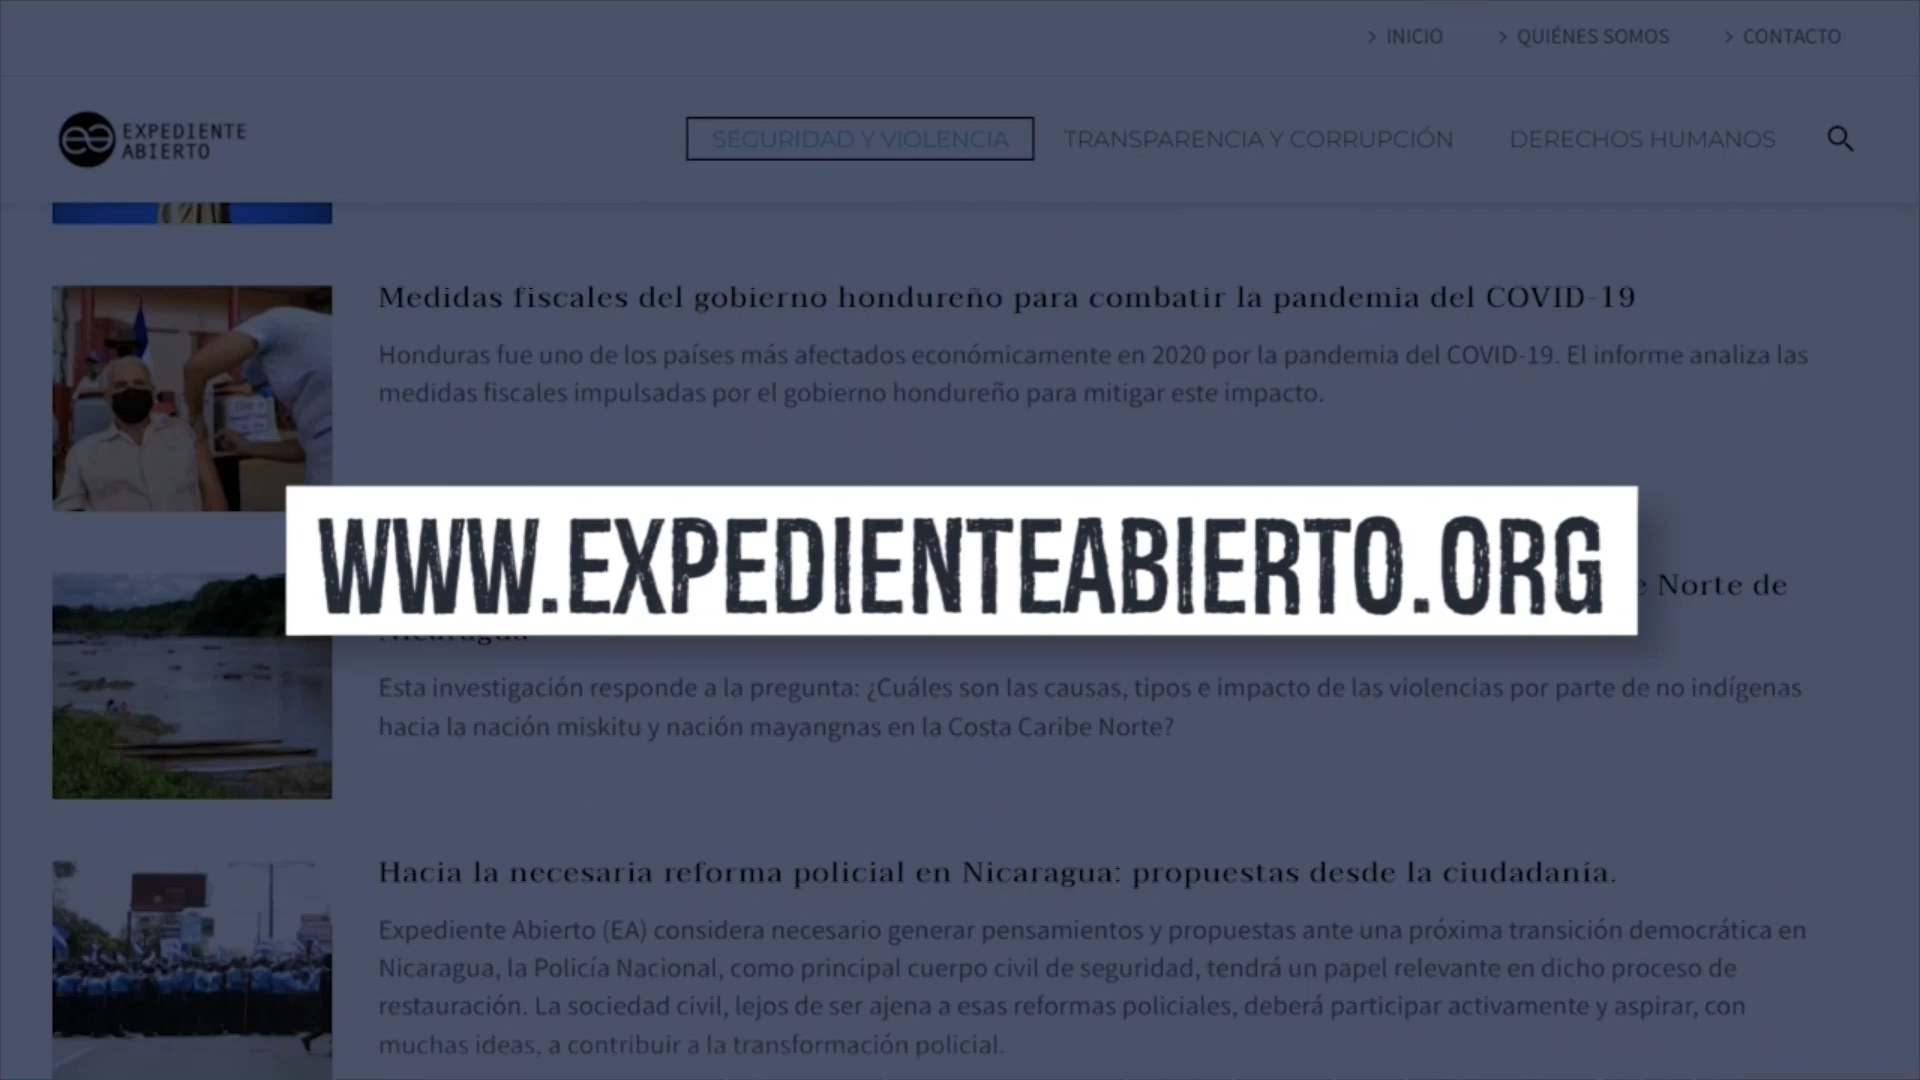 INICIO
QUIÉNES SOMOS
CONTACTO
EXPEDIENTE
ABIERTO
SEGURIDAD Y VIOLENCIA
TRANSPARENCIA Y CORRUPCIÓN
DERECHOS HUMANOS
Medidas fiscales del gobierno hondureño para combatir la pandemia del COVID-19
Honduras fue uno de los países más afectados económicamente en 2020 por la pandemia del COVID-19. El informe analiza las
medidas fiscales impulsadas por el gobierno hondureño para mitigar este impacto.
WWW.EXPEDIENTEABIERTO.ORG
Norte de
Nicaragua
Esta investigación responde a la pregunta: ¿Cuáles son las causas, tipos e impacto de las violencias por parte de no indígenas
hacia la nación miskitu y nación mayangnas en la Costa Caribe Norte?
Hacia la necesaria reforma policial en Nicaragua: propuestas desde la ciudadanía.
Expediente Abierto (EA) considera necesario generar pensamientos y propuestas ante una próxima transición democrática en
Nicaragua, la Policía Nacional, como principal cuerpo civil de seguridad, tendrá un papel relevante en dicho proceso de
restauración. La sociedad civil, lejos de ser ajena a esas reformas policiales, deberá participar activamente y aspirar, con
muchas ideas, a contribuir a la transformación policial.